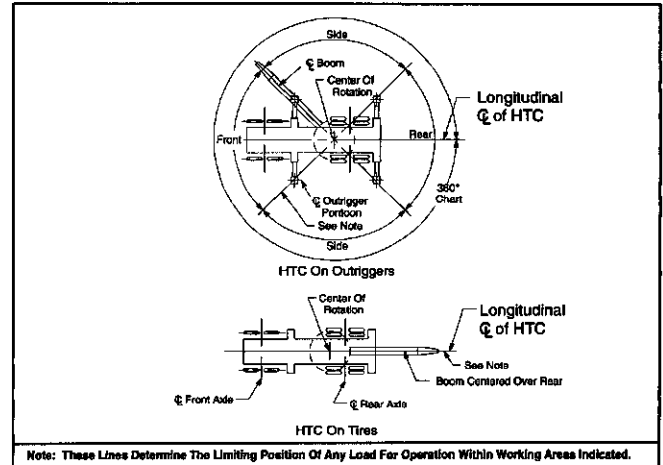 Side
℄ Boom
Center Of
Rotation
Longitudinal
℄ of HTC
Front
Rear
360°
Chart
℄ Outrigger
Pontoon
See Note
Side
HTC On Outriggers
Center Of
Rotation
Longitudinal
℄ of HTC
See Note
Boom Centered Over Rear
℄ Front Axle
℄ Rear Axle
HTC On Tires
Note: These Lines Determine The Limiting Position Of Any Load For Operation Within Working Areas Indicated.